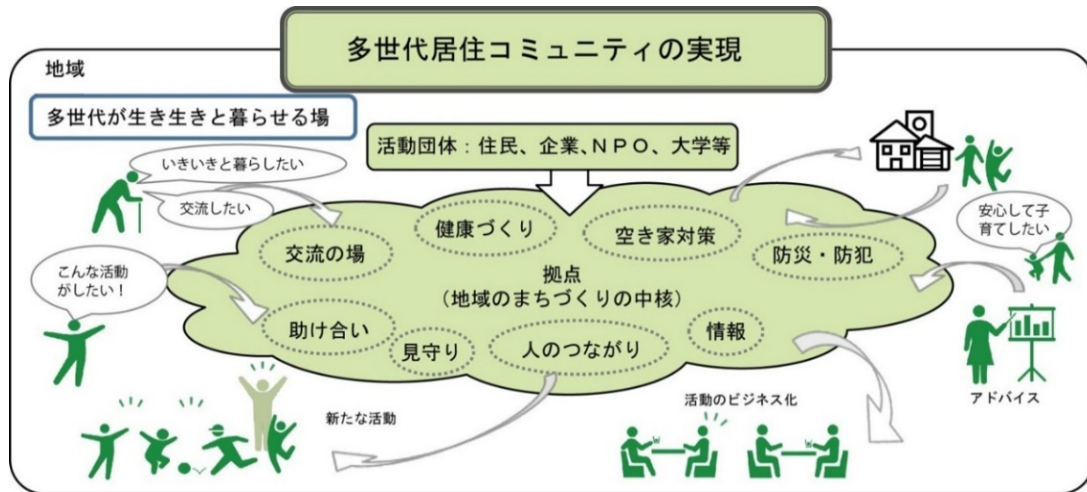 多世代居住コミュニティの実現
地域
多世代が生き生きと暮らせる場
活動団体：住民、企業、ＮＰＯ、大学等
いきいきと暮らしたい
交流したい
健康づくり
空き家対策
安心して子
育てしたい
交流の場
防災・防犯
こんな活動
がしたい！
拠点
（地域のまちづくりの中核）
助け合い
見守り
人のつながり
情報
アドバイス
新たな活動
活動のビジネス化